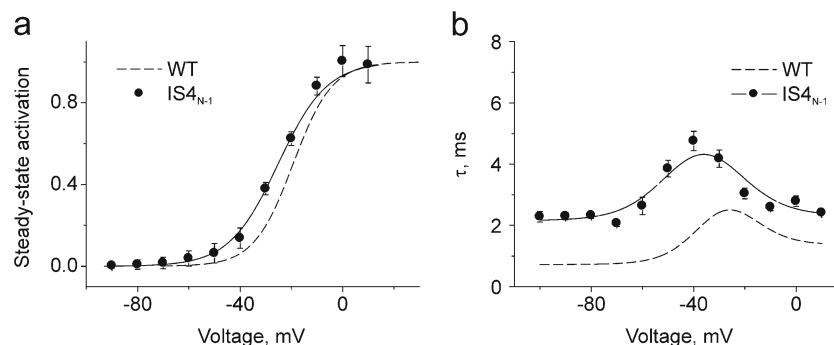 a
WT
IS4N-1
Steady-state activation
0.8
0.4
0.0
-80
-40
0
Voltage, mV
b
WT
IS4N-1
τ, ms
8
6
4
2
0
-80
-40
0
Voltage, mV